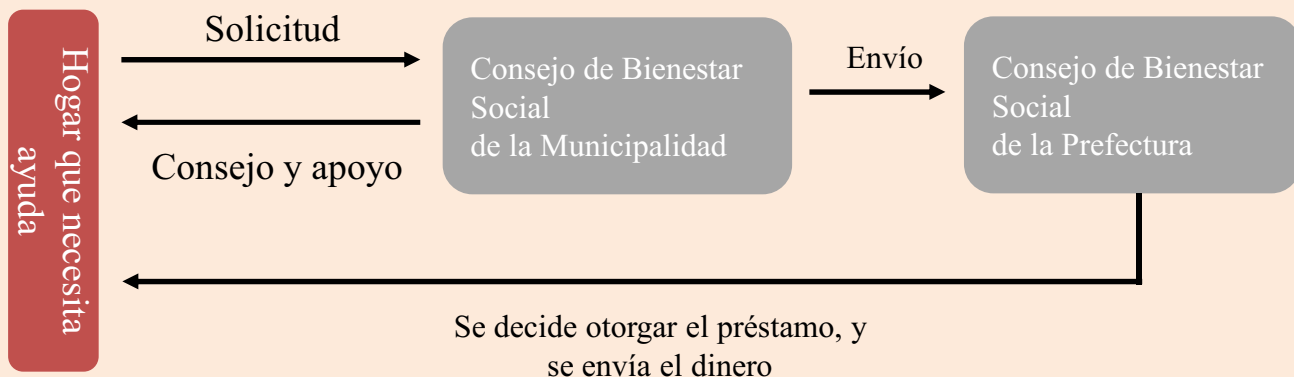 Hogar que necesita
ayuda
Solicitud
Consejo y apoyo
Consejo de Bienestar
Social
de la Municipalidad
Envío
Consejo de Bienestar
Social
de la Prefectura
Se decide otorgar el préstamo, y
se envía el dinero